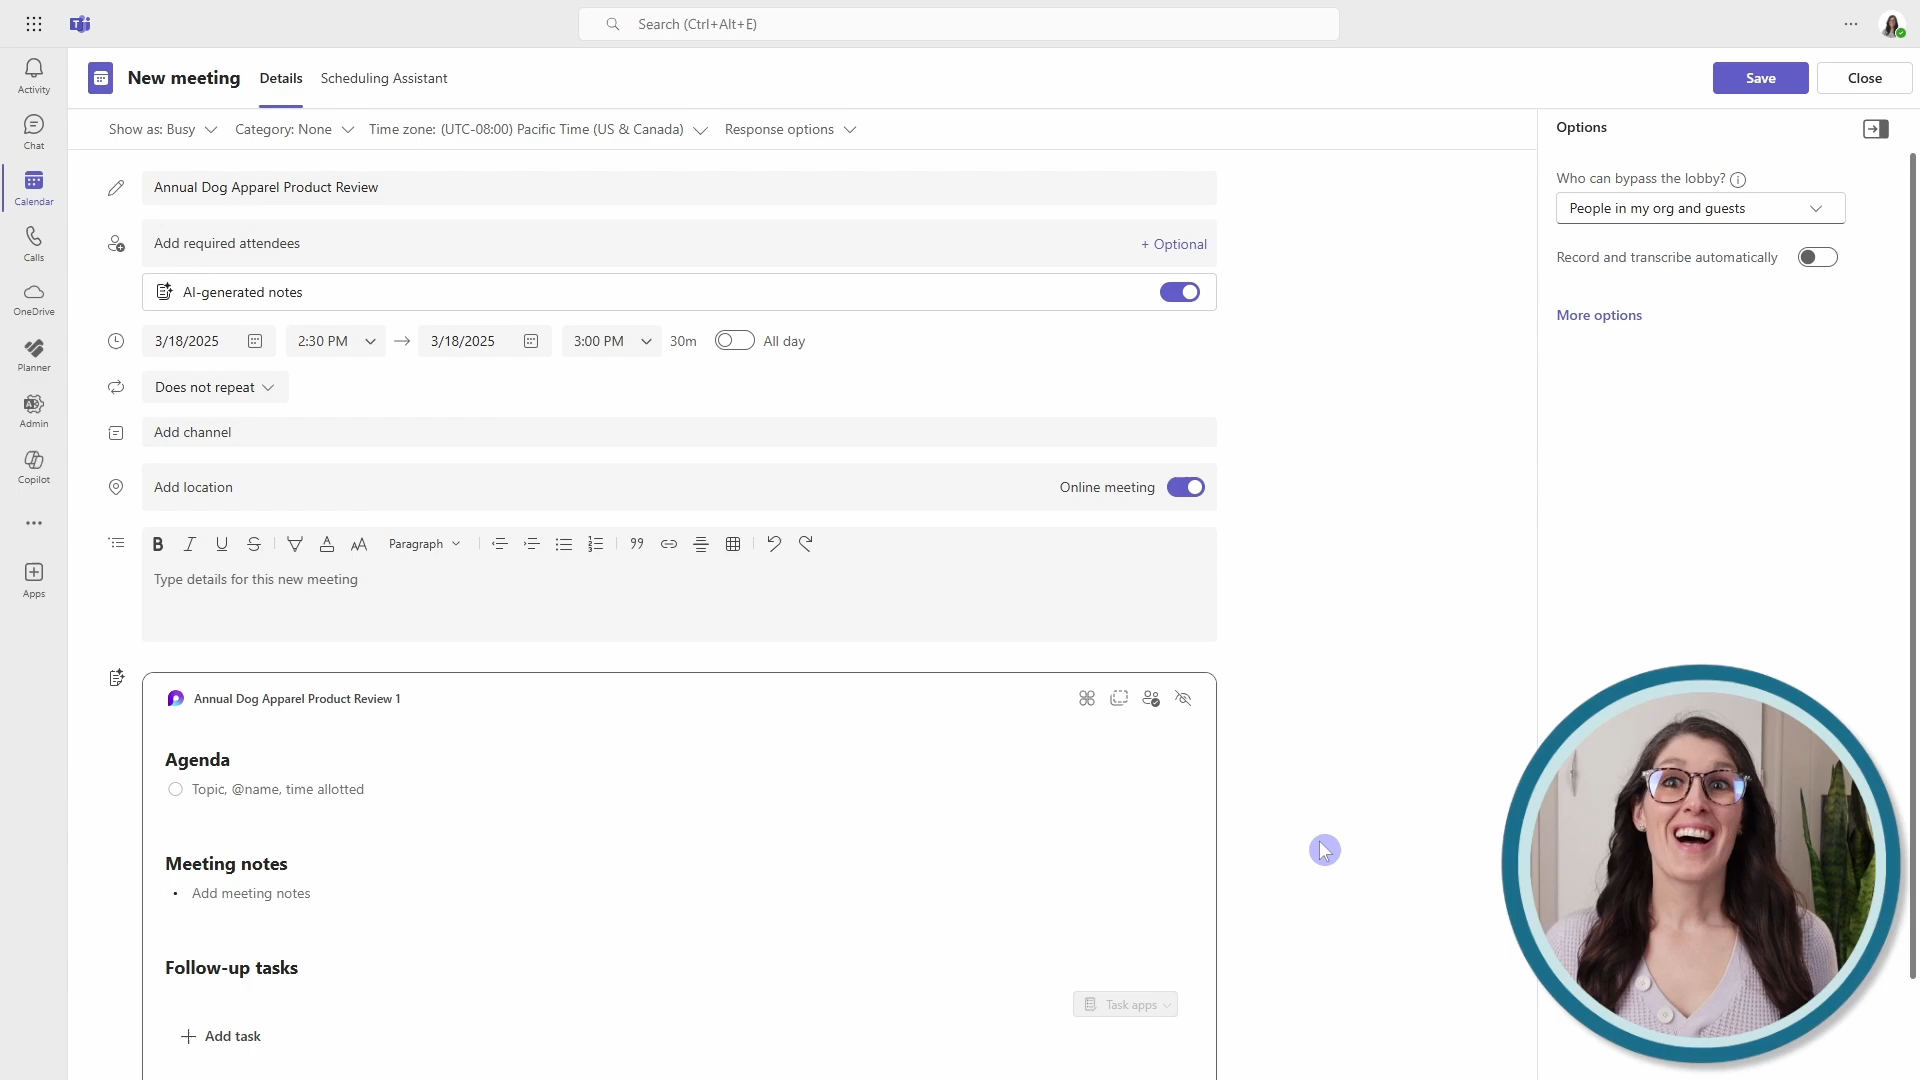 Search (Ctrl+Alt+E)
Activity
Chat
Calendar
Calls
OneDrive
Planner
Admin
Copilot
Apps
New meeting
Details
Scheduling Assistant
Save
Close
Show as: Busy
Category: None
Time zone: (UTC-08:00) Pacific Time (US & Canada)
Response options
Annual Dog Apparel Product Review
Add required attendees
+ Optional
AI-generated notes
3/18/2025
2:30 PM
3/18/2025
3:00 PM
30m
All day
Does not repeat
Add channel
Add location
Online meeting
Paragraph
Type details for this new meeting
Annual Dog Apparel Product Review 1
Agenda
Topic, @name, time allotted
Meeting notes
• Add meeting notes
Follow-up tasks
Task apps
Add task
Options
Who can bypass the lobby?
People in my org and guests
Record and transcribe automatically
More options